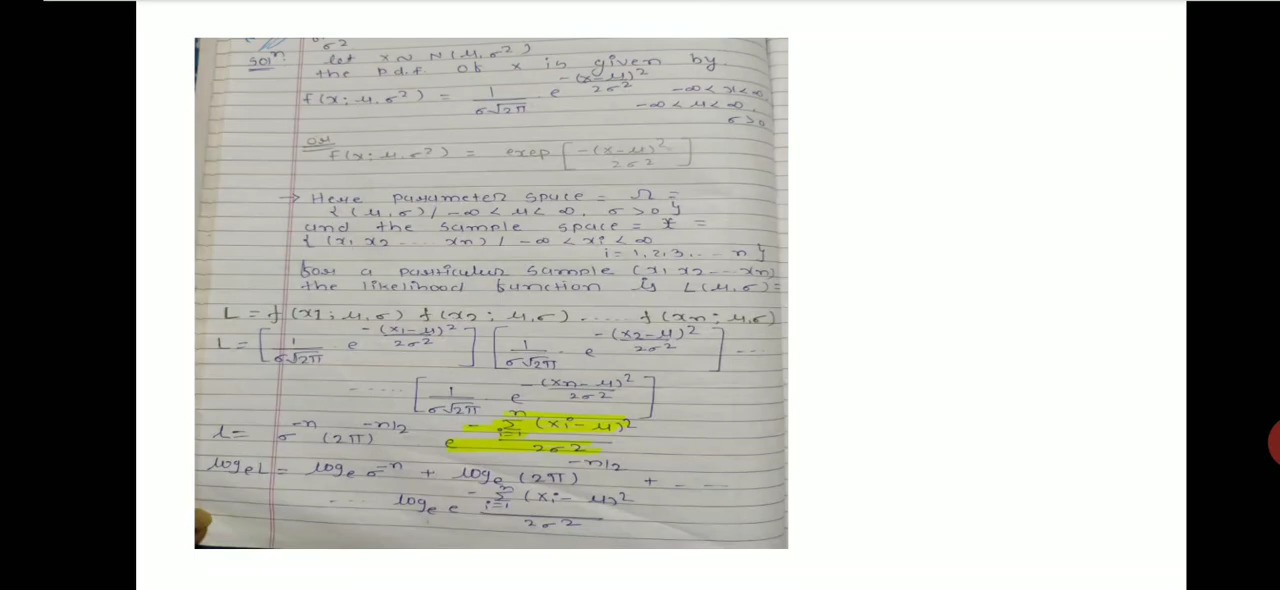 σ2
Solⁿ: let x ~ N(μ, σ²)
the p.d.f. of x is given by
f(x; μ, σ²) = 1/(σ√2π) e^(-(x-μ)²/2σ²) -∞<x<∞,
-∞<μ<∞,
σ>0
or
f(x; μ, σ²) = exep [-(x-μ)²/2σ²]
→ Here parameter space = Ω =
{(μ, σ) / -∞<μ<∞, σ>0}
and the sample space = =
{(x1 x2 ... xn) / -∞<xi<∞
i=1,2,3,... n}
for a particular sample (x1 x2 --- xn)
the likelihood function is L(μ, σ)=
L = f(x1; μ, σ) f(x2; μ, σ) ..... f(xn; μ, σ)
L = [1/(σ√2π) e^(-(x1-μ)²/2σ²)] [1/(σ√2π) e^(-(x2-μ)²/2σ²)] ...
..... [1/(σ√2π) e^(-(xn-μ)²/2σ²)]
L = σ^(-n) (2π)^(-n/2) e^(-Σ_(i=1)^n (xi-μ)²/2σ²)
logeL = loge σ^(-n) + loge (2π)^(-n/2) + - --
... loge e^(-Σ_(i=1)^n (xi-μ)²/2σ²)